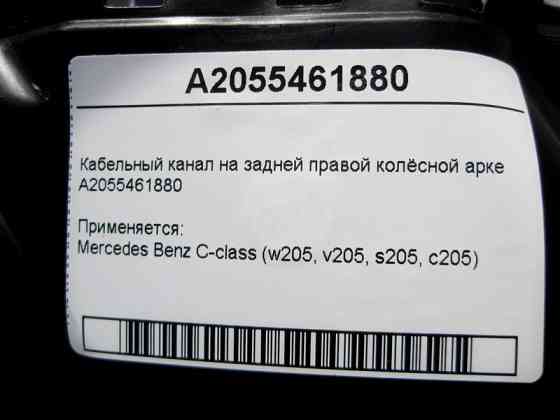 A2055461880
Кабельный канал на задней правой колёсной арке
A2055461880
Применяется:
Mercedes Benz C-class (w205, v205, s205, c205)